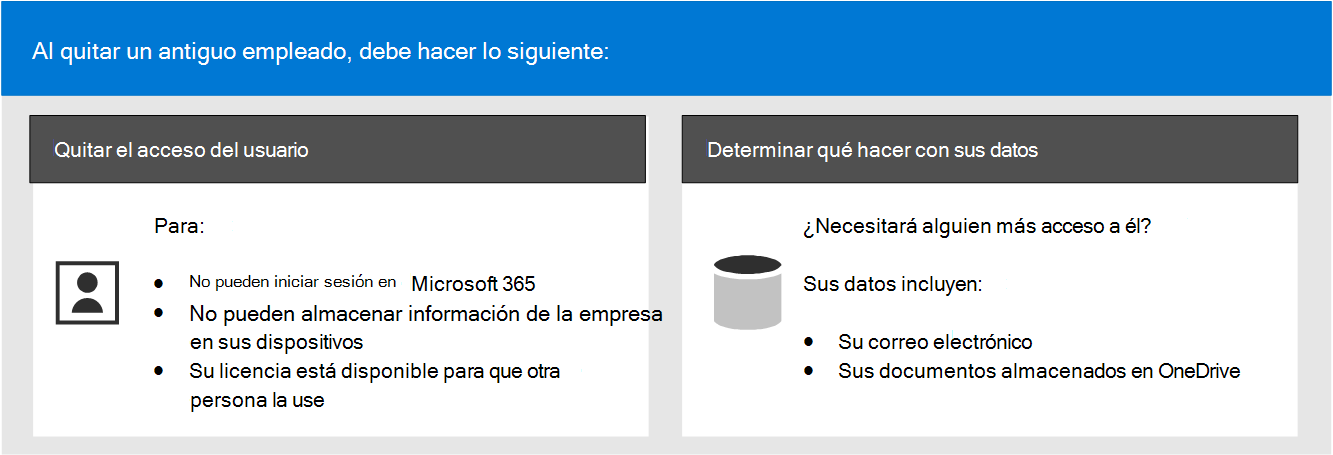 Al quitar un antiguo empleado, debe hacer lo siguiente:
Quitar el acceso del usuario
Para:
● No pueden iniciar sesión en Microsoft 365
● No pueden almacenar información de la empresa
en sus dispositivos
● Su licencia está disponible para que otra
persona la use
Determinar qué hacer con sus datos
¿Necesitará alguien más acceso a él?
Sus datos incluyen:
● Su correo electrónico
● Sus documentos almacenados en OneDrive